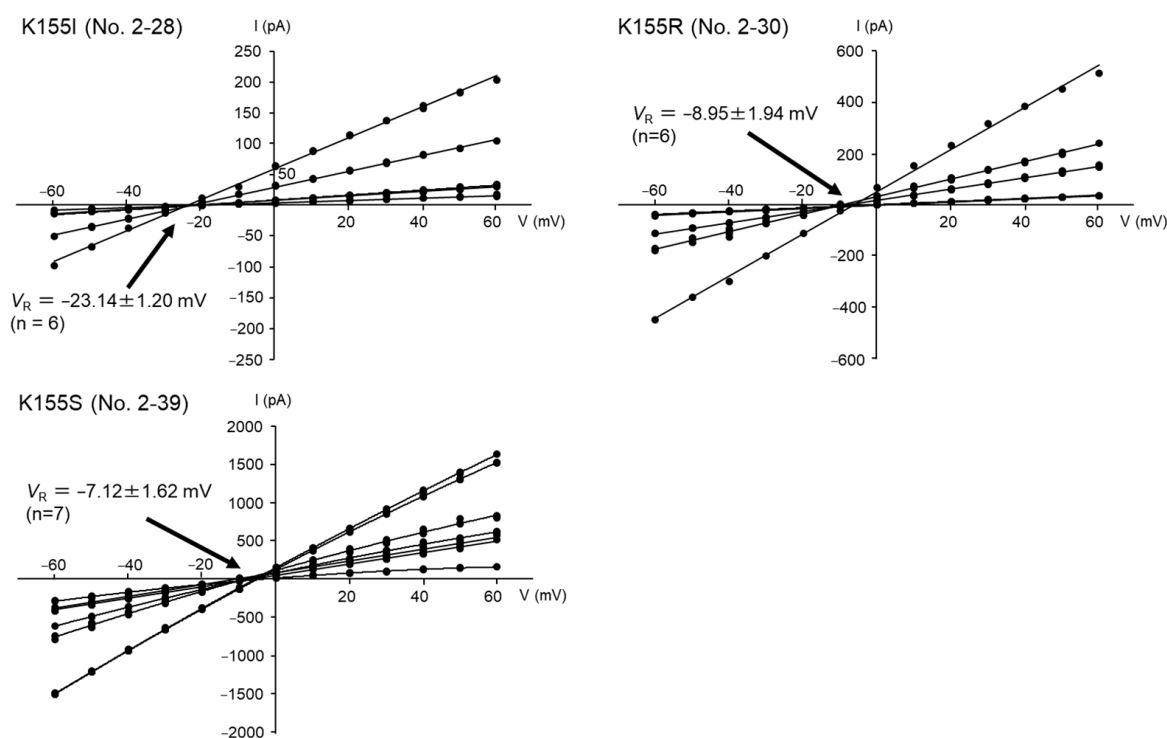 K155I (No. 2-28)
I (pA)
250
200
150
100
50
−60
−40
−20
20
40
60
V (mV)
−50
−100
−150
−200
−250
VR = −23.14±1.20 mV
(n = 6)
K155R (No. 2-30)
I (pA)
600
400
200
−60
−40
−20
20
40
60
V (mV)
−200
−400
−600
VR = −8.95±1.94 mV
(n=6)
K155S (No. 2-39)
I (pA)
2000
1500
1000
500
−60
−40
−20
20
40
60
V (mV)
−500
−1000
−1500
−2000
VR = −7.12±1.62 mV
(n=7)